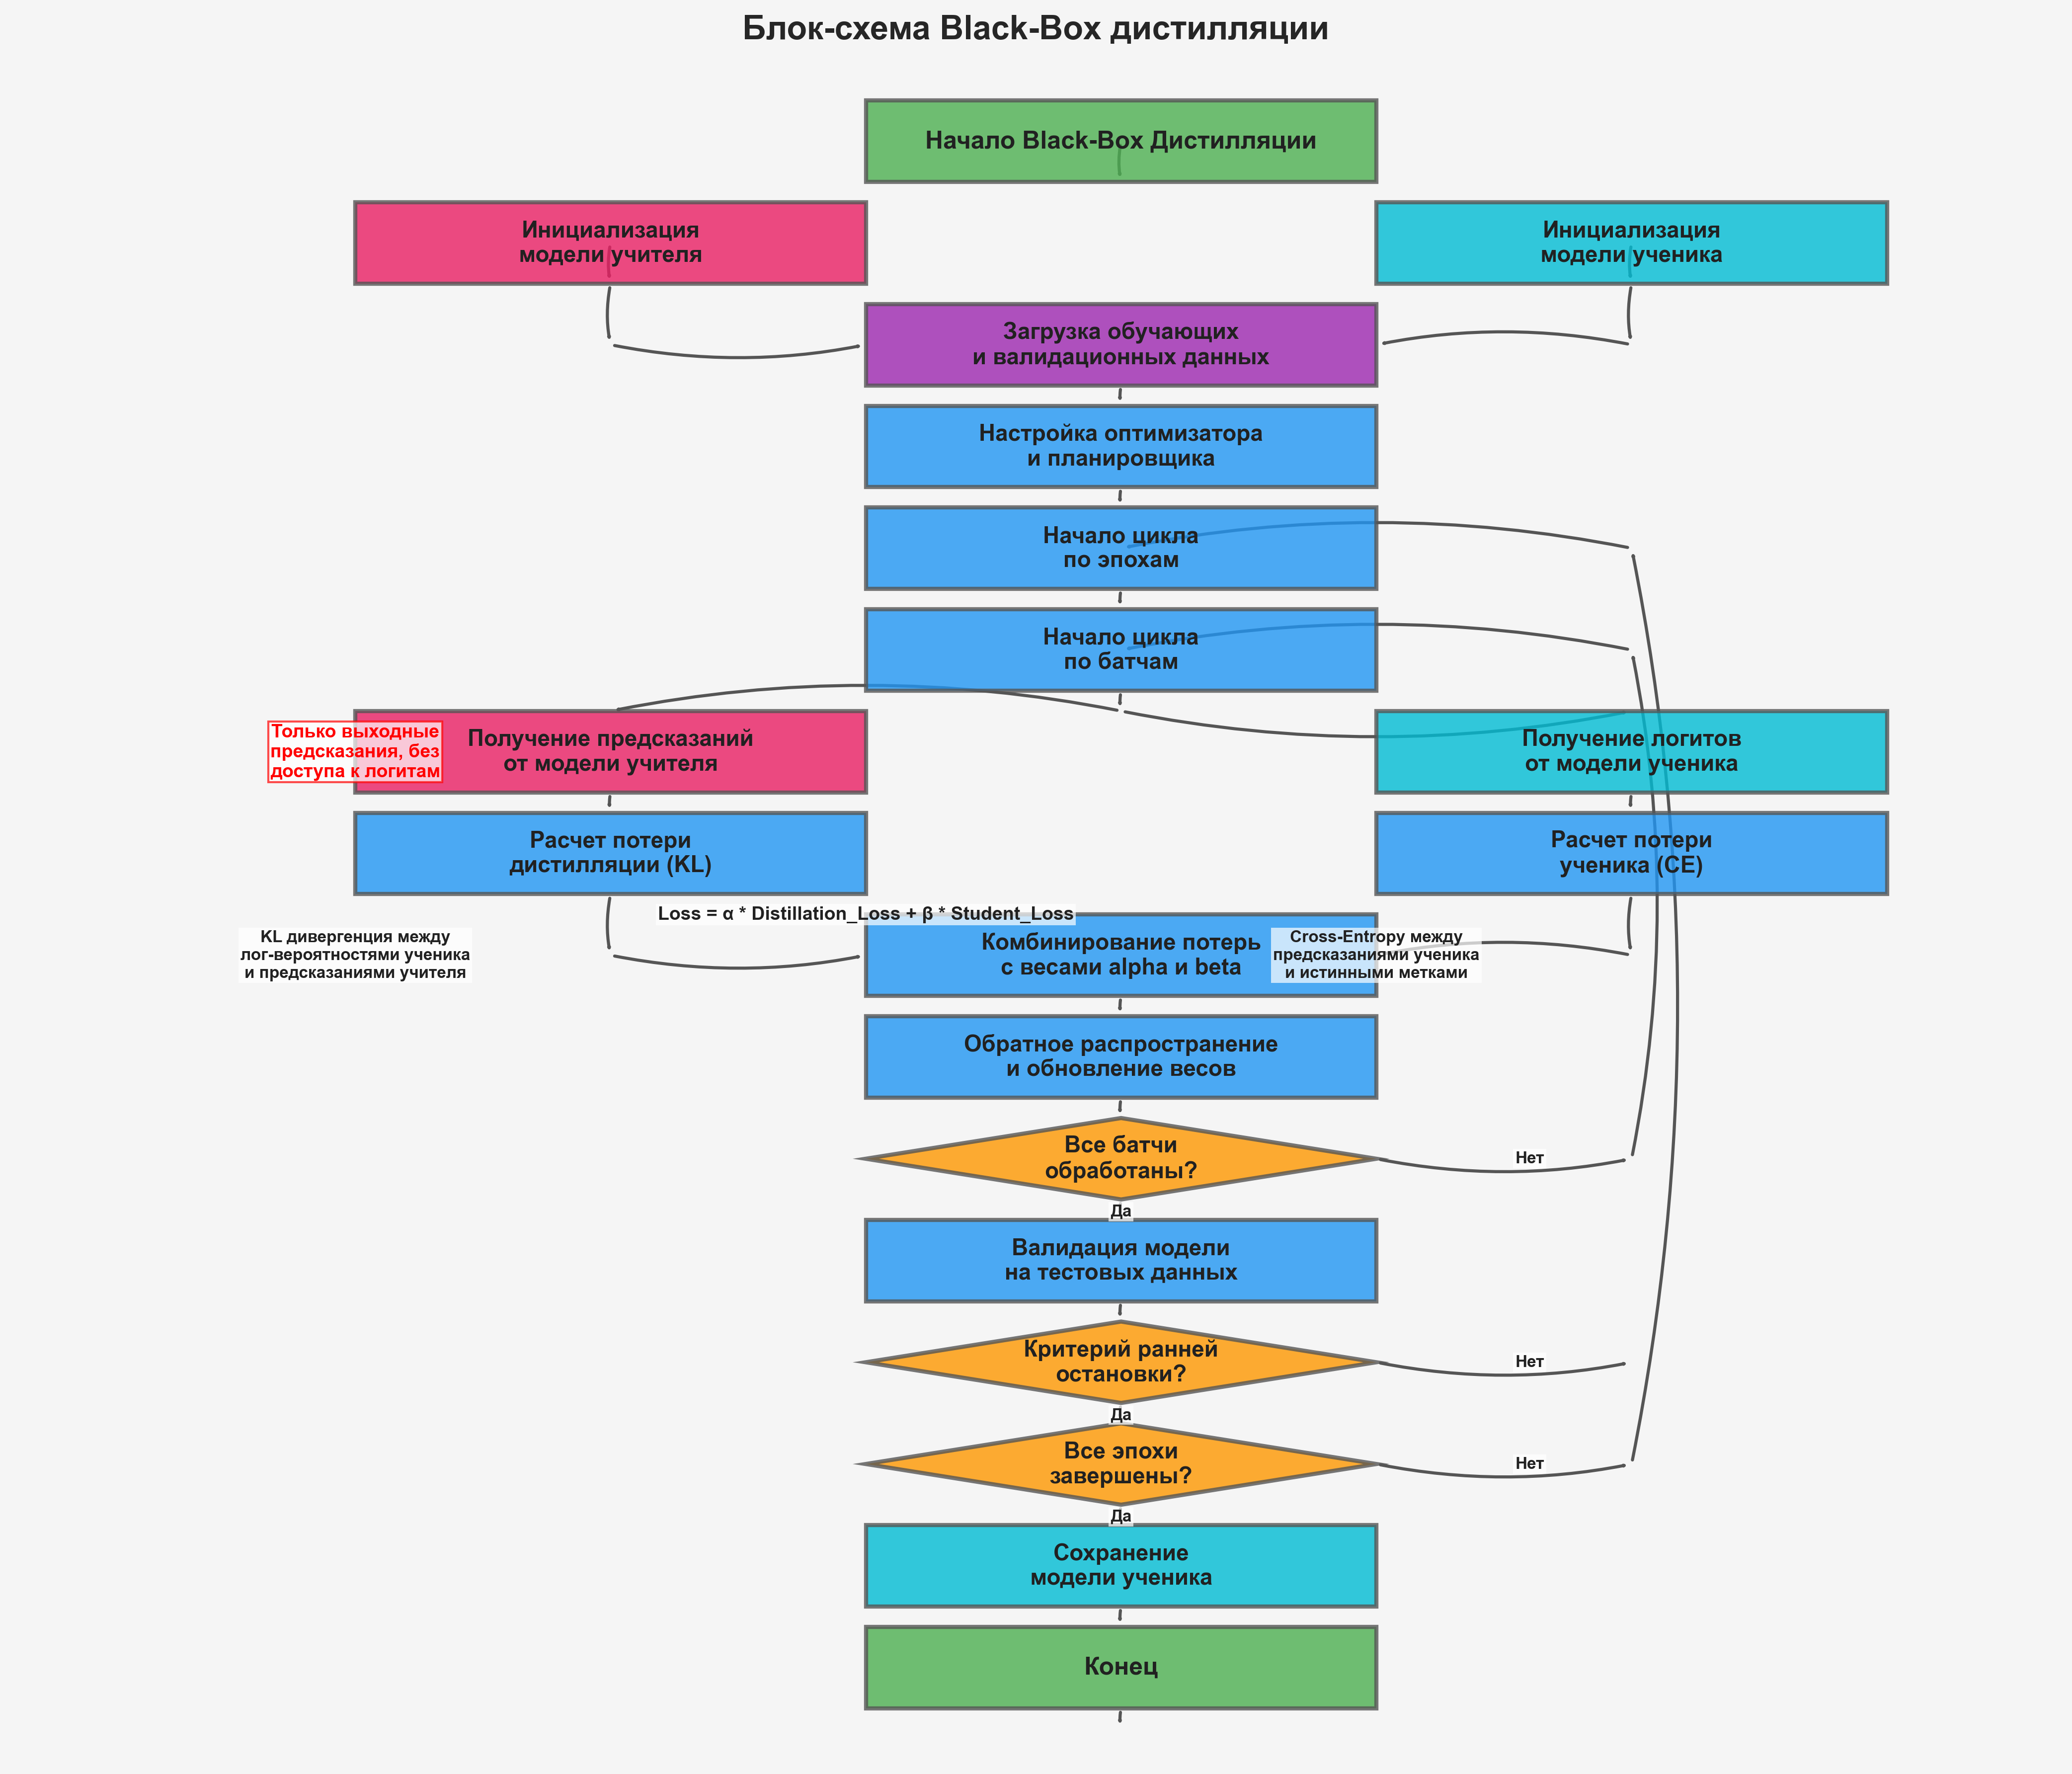 Блок-схема Black-Box дистилляции
Начало Black-Box Дистилляции
Инициализация
модели учителя
Инициализация
модели ученика
Загрузка обучающих
и валидационных данных
Настройка оптимизатора
и планировщика
Начало цикла
по эпохам
Начало цикла
по батчам
Только выходные
предсказания, без
доступа к логитам
Получение предсказаний
от модели учителя
Получение логитов
от модели ученика
Расчет потери
дистилляции (KL)
Расчет потери
ученика (CE)
Loss = α * Distillation_Loss + β * Student_Loss
KL дивергенция между
лог-вероятностями ученика
и предсказаниями учителя
Комбинирование потерь
с весами alpha и beta
Cross-Entropy между
предсказаниями ученика
и истинными метками
Обратное распространение
и обновление весов
Все батчи
обработаны?
Нет
Да
Валидация модели
на тестовых данных
Критерий ранней
остановки?
Нет
Да
Все эпохи
завершены?
Нет
Да
Сохранение
модели ученика
Конец